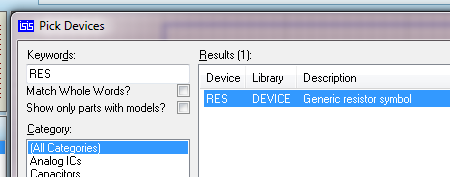 ISIS Pick Devices
Keywords:
RES
Match Whole Words?
Show only parts with models?
Category:
(All Categories)
Analog ICs
Capacitors
Results (1):
Device Library Description
RES DEVICE Generic resistor symbol